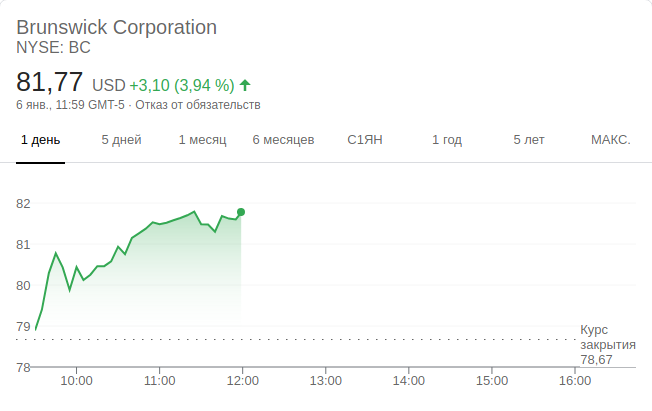 Brunswick Corporation
NYSE: BC
81,77 USD +3,10 (3,94 %)
6 янв., 11:59 GMT-5 · Отказ от обязательств
1 день 5 дней 1 месяц 6 месяцев С1ЯН 1 год 5 лет МАКС.
82
81
80
79
78
Курс
закрытия
78,67
10:00 11:00 12:00 13:00 14:00 15:00 16:00